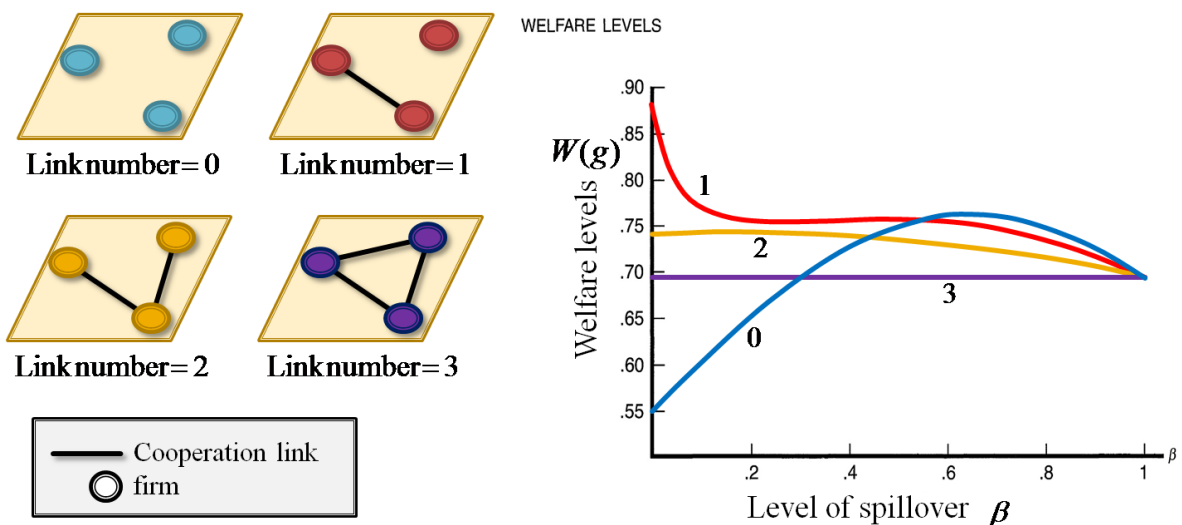 Link number = 0
Link number = 1
Link number = 2
Link number = 3
Cooperation link
firm
WELFARE LEVELS
W(g)
Welfare levels
.90
.85
.80
.75
.70
.65
.60
.55
1
2
3
0
.2
.4
.6
.8
1
β
Level of spillover β